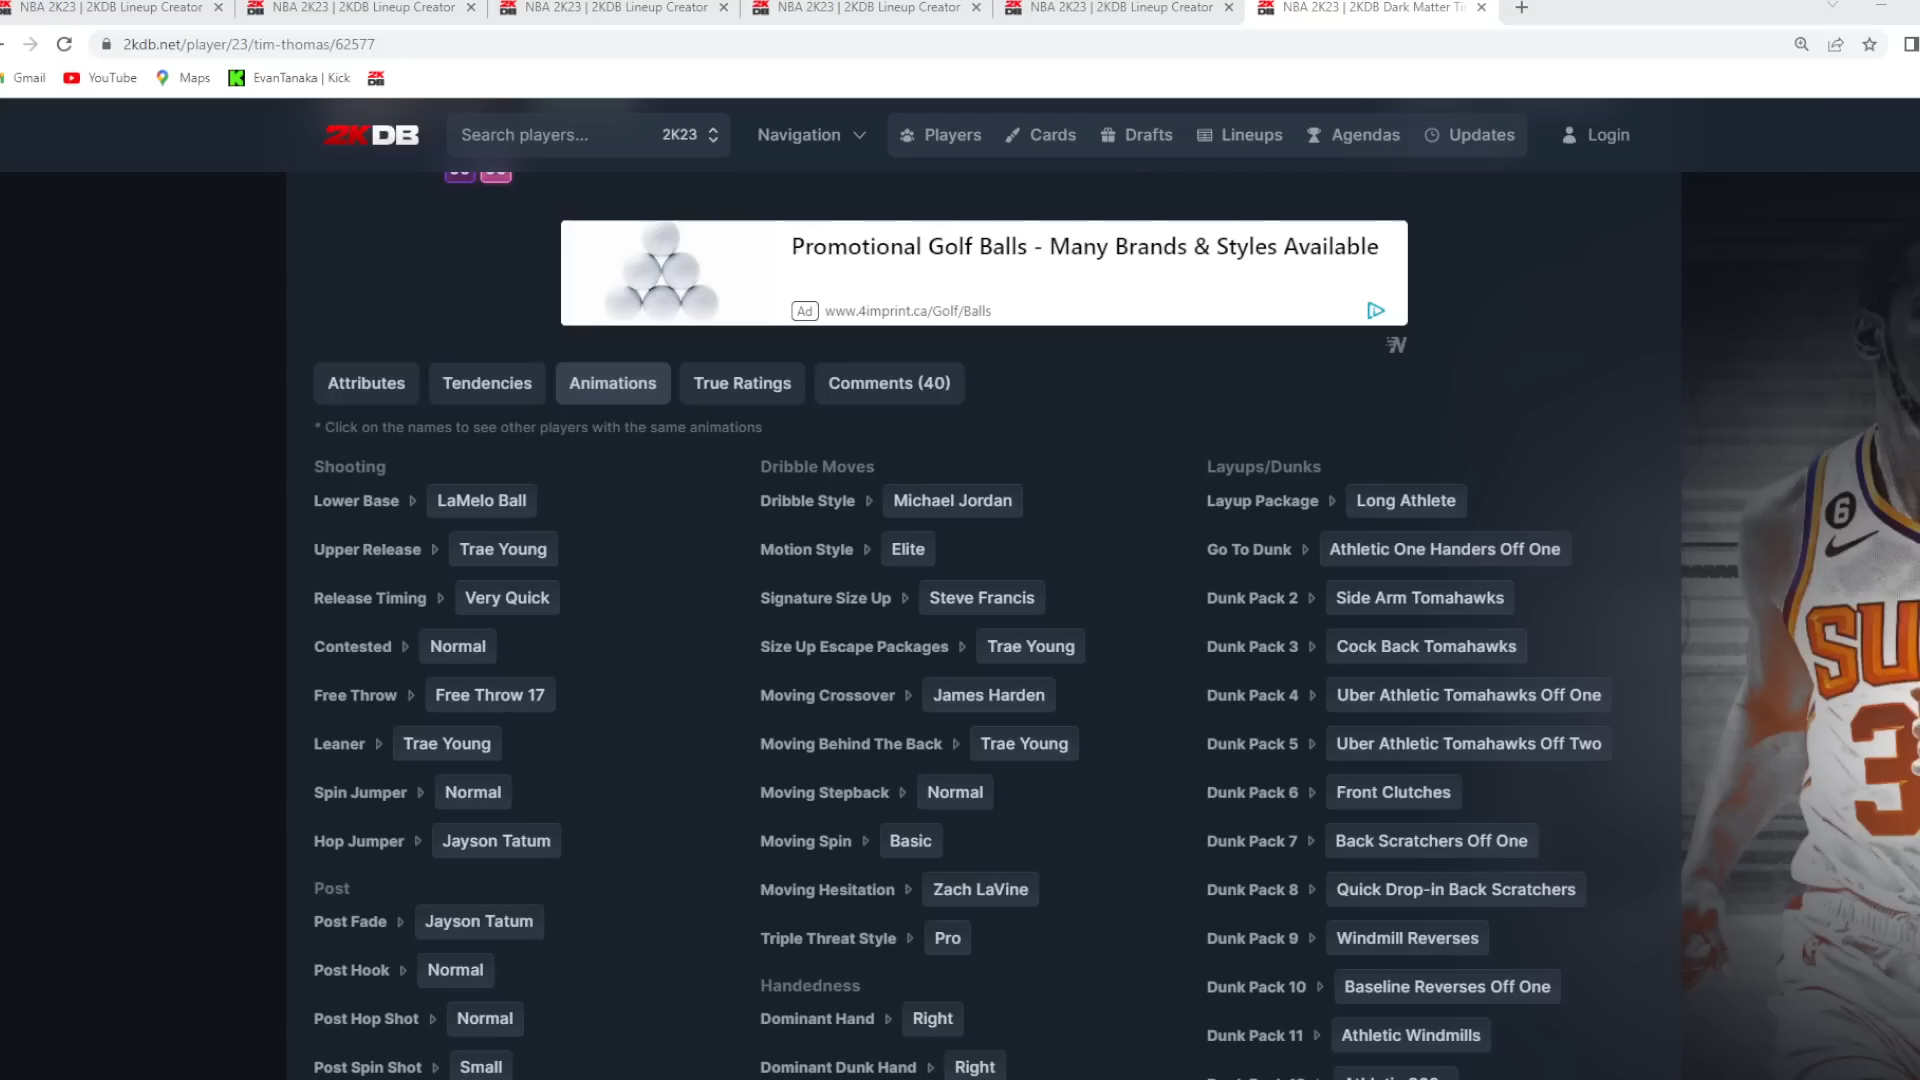 NBA 2K23 | 2KDB Lineup Creator
NBA 2K23 | 2KDB Lineup Creator
NBA 2K23 | 2KDB Lineup Creator
NBA 2K23 | 2KDB Lineup Creator
NBA 2K23 | 2KDB Lineup Creator
NBA 2K23 | 2KDB Dark Matter Ti
2kdb.net/player/23/tim-thomas/62577
Gmail
YouTube
Maps
EvanTanaka | Kick
2KDB
Search players...
2K23
Navigation
Players
Cards
Drafts
Lineups
Agendas
Updates
Login
Promotional Golf Balls - Many Brands & Styles Available
Ad www.4imprint.ca/Golf/Balls
Attributes
Tendencies
Animations
True Ratings
Comments (40)
* Click on the names to see other players with the same animations
Shooting
Lower Base LaMelo Ball
Upper Release Trae Young
Release Timing Very Quick
Contested Normal
Free Throw Free Throw 17
Leaner Trae Young
Spin Jumper Normal
Hop Jumper Jayson Tatum
Post
Post Fade Jayson Tatum
Post Hook Normal
Post Hop Shot Normal
Post Spin Shot Small
Dribble Moves
Dribble Style Michael Jordan
Motion Style Elite
Signature Size Up Steve Francis
Size Up Escape Packages Trae Young
Moving Crossover James Harden
Moving Behind The Back Trae Young
Moving Stepback Normal
Moving Spin Basic
Moving Hesitation Zach LaVine
Triple Threat Style Pro
Handedness
Dominant Hand Right
Dominant Dunk Hand Right
Layups/Dunks
Layup Package Long Athlete
Go To Dunk Athletic One Handers Off One
Dunk Pack 2 Side Arm Tomahawks
Dunk Pack 3 Cock Back Tomahawks
Dunk Pack 4 Uber Athletic Tomahawks Off One
Dunk Pack 5 Uber Athletic Tomahawks Off Two
Dunk Pack 6 Front Clutches
Dunk Pack 7 Back Scratchers Off One
Dunk Pack 8 Quick Drop-in Back Scratchers
Dunk Pack 9 Windmill Reverses
Dunk Pack 10 Baseline Reverses Off One
Dunk Pack 11 Athletic Windmills
6
SU
3